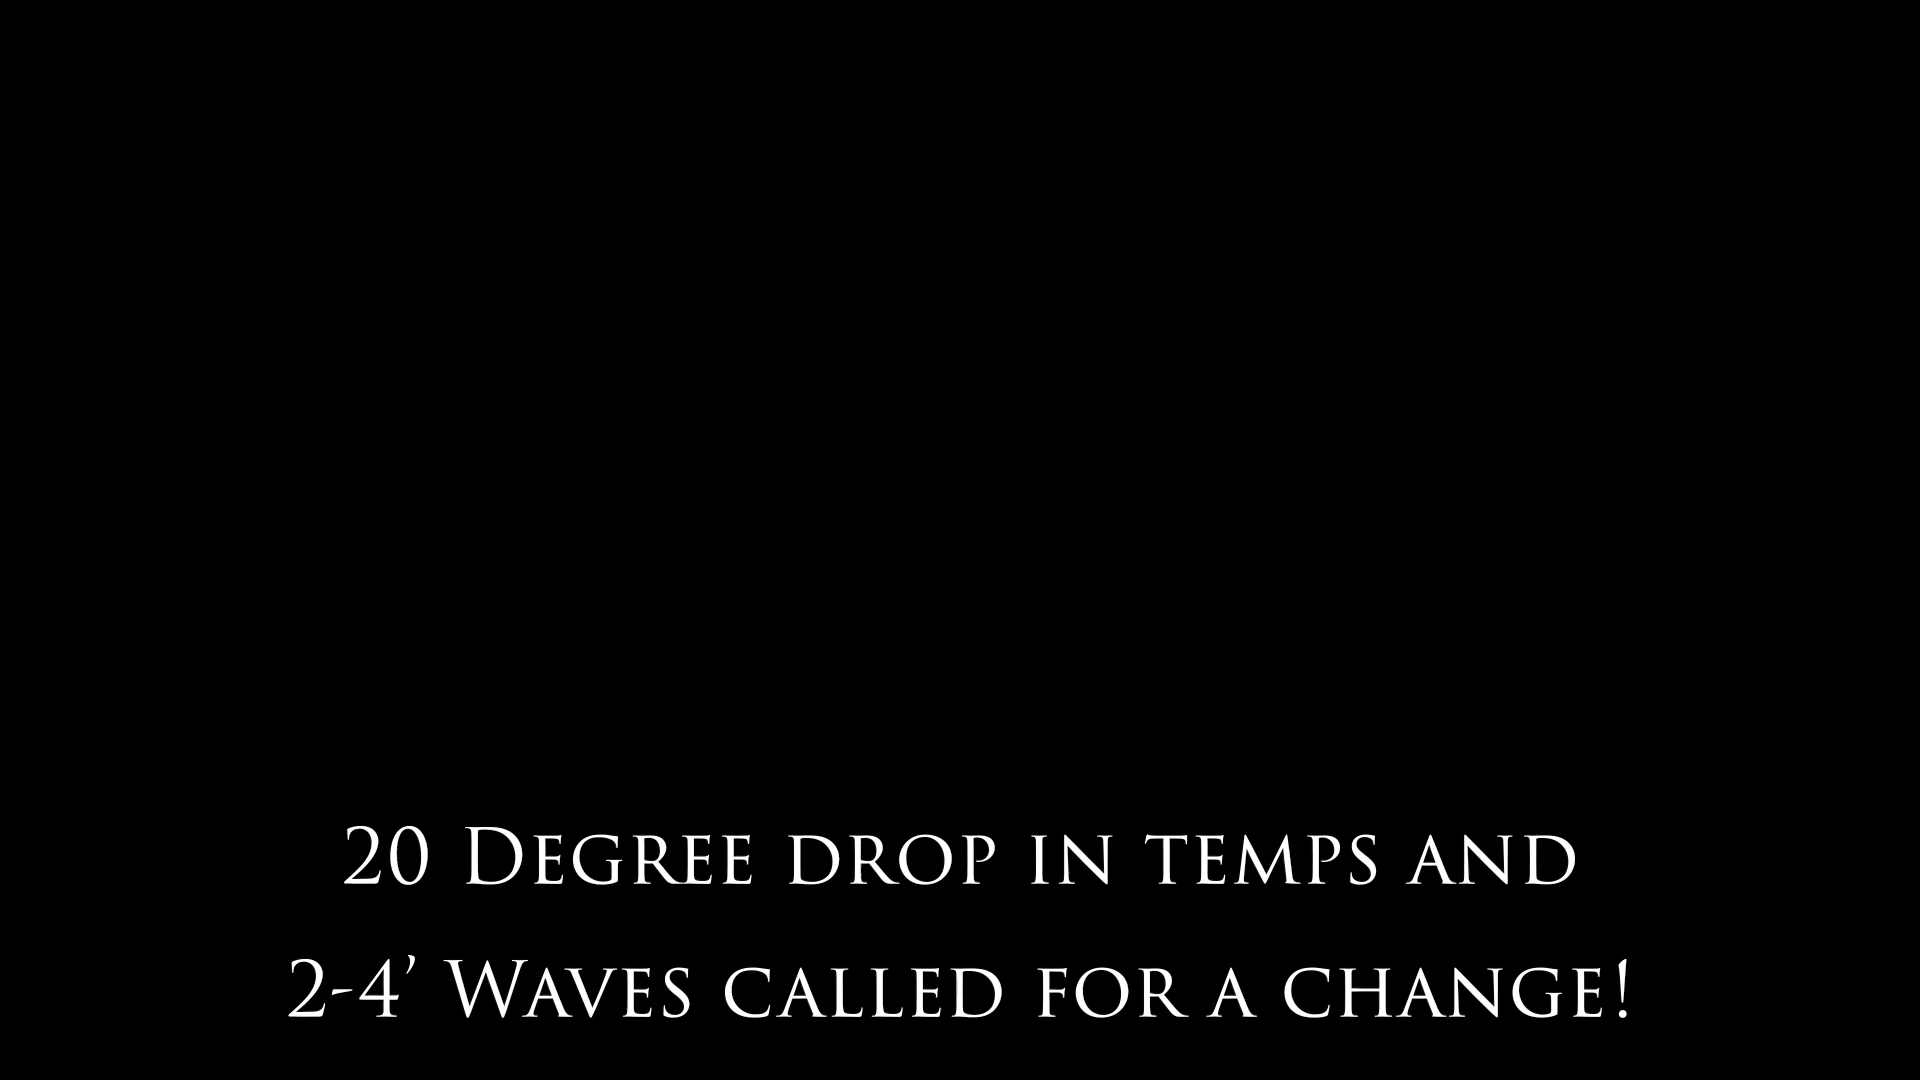 20 Degree drop in temps and
2-4’ Waves called for a change!